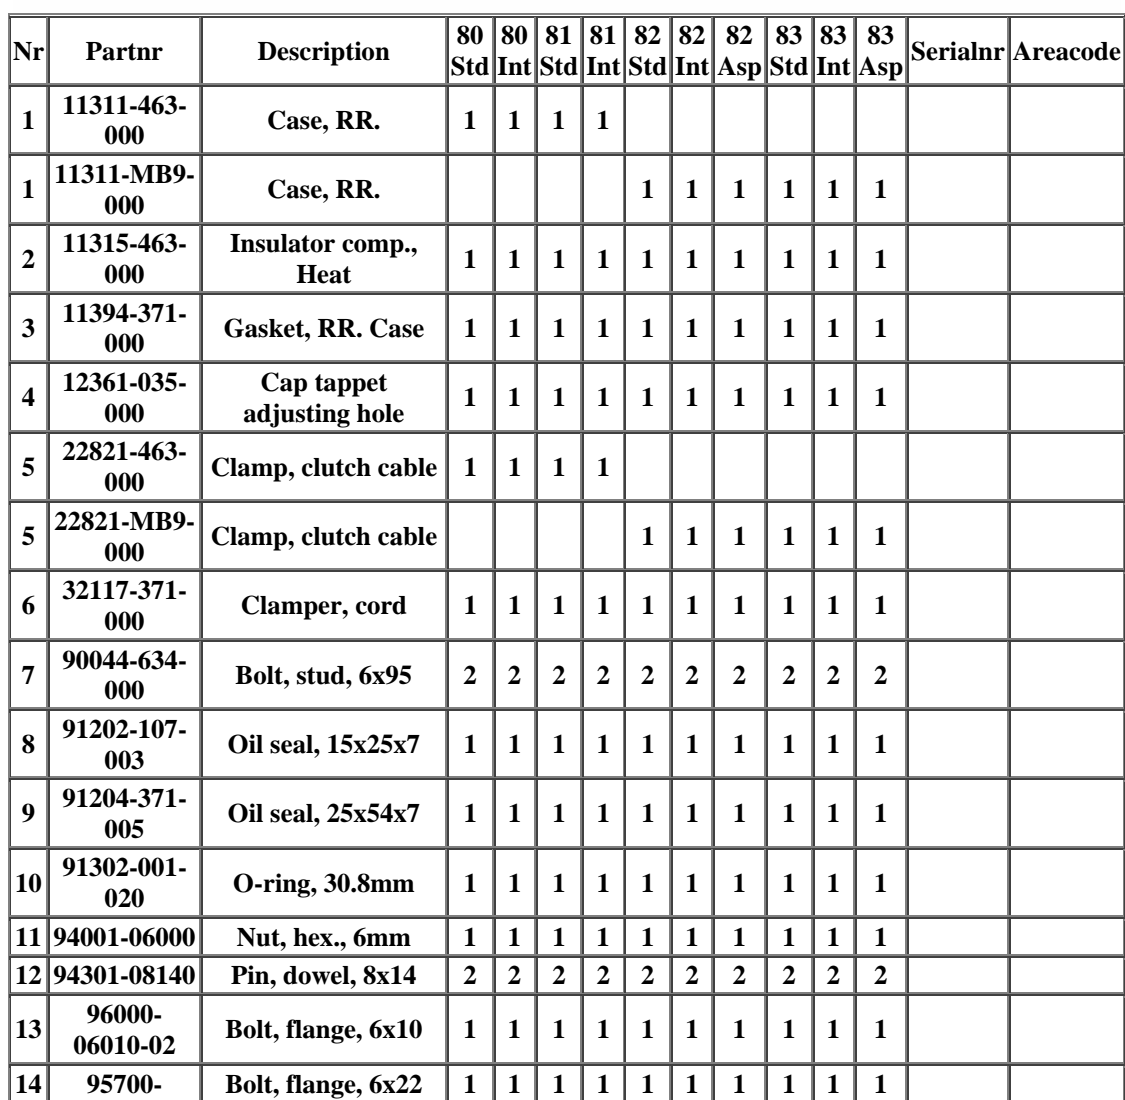 Nr Partnr Description 80 Std 80 Int 81 Std 81 Int 82 Std 82 Int 82 Asp 83 Std 83 Int 83 Asp Serialnr Areacode
1 11311-463-000 Case, RR. 1 1 1 1
1 11311-MB9-000 Case, RR. 1 1 1 1 1 1
2 11315-463-000 Insulator comp., Heat 1 1 1 1 1 1 1 1 1 1
3 11394-371-000 Gasket, RR. Case 1 1 1 1 1 1 1 1 1 1
4 12361-035-000 Cap tappet adjusting hole 1 1 1 1 1 1 1 1 1 1
5 22821-463-000 Clamp, clutch cable 1 1 1 1
5 22821-MB9-000 Clamp, clutch cable 1 1 1 1 1 1
6 32117-371-000 Clamper, cord 1 1 1 1 1 1 1 1 1 1
7 90044-634-000 Bolt, stud, 6x95 2 2 2 2 2 2 2 2 2 2
8 91202-107-003 Oil seal, 15x25x7 1 1 1 1 1 1 1 1 1 1
9 91204-371-005 Oil seal, 25x54x7 1 1 1 1 1 1 1 1 1 1
10 91302-001-020 O-ring, 30.8mm 1 1 1 1 1 1 1 1 1 1
11 94001-06000 Nut, hex., 6mm 1 1 1 1 1 1 1 1 1 1
12 94301-08140 Pin, dowel, 8x14 2 2 2 2 2 2 2 2 2 2
13 96000-06010-02 Bolt, flange, 6x10 1 1 1 1 1 1 1 1 1 1
14 95700- Bolt, flange, 6x22 1 1 1 1 1 1 1 1 1 1